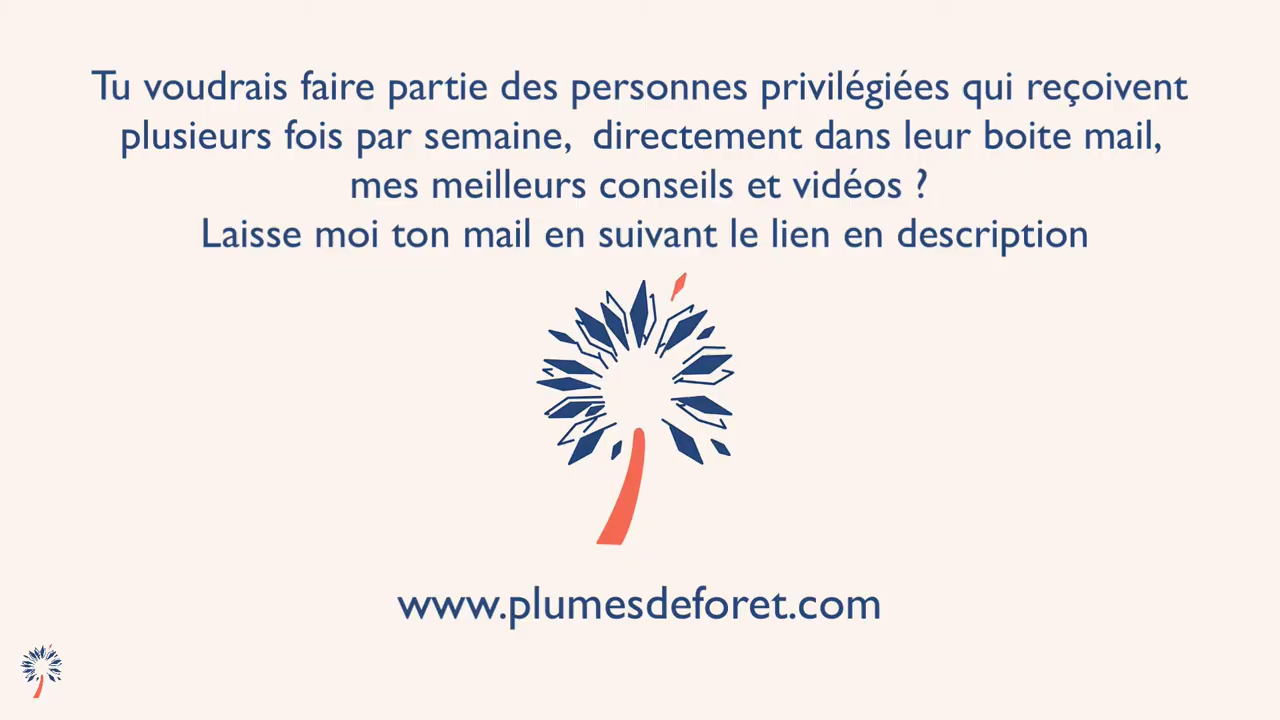 Tu voudrais faire partie des personnes privilégiées qui reçoivent
plusieurs fois par semaine,  directement dans leur boite mail,
mes meilleurs conseils et vidéos ?
Laisse moi ton mail en suivant le lien en description
www.plumesdeforet.com